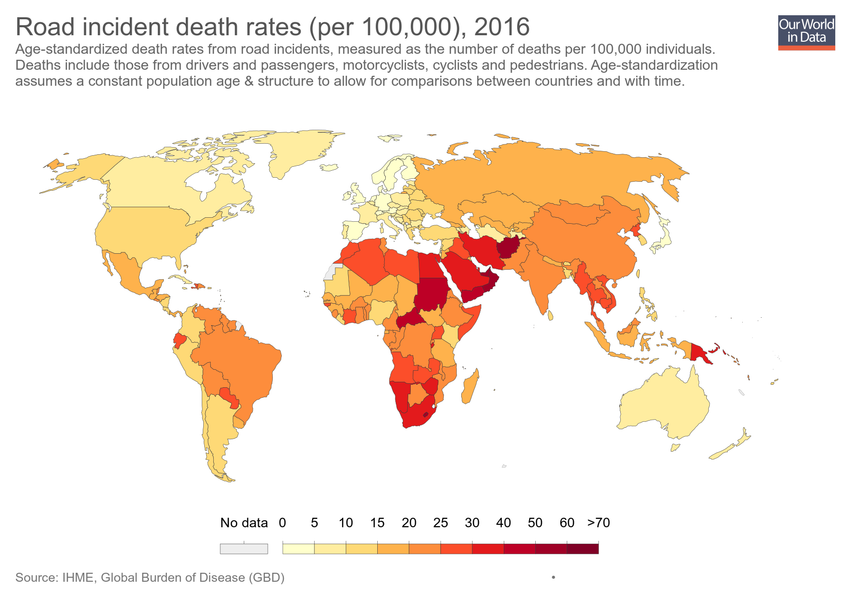 Road incident death rates (per 100,000), 2016
Our World
in Data
Age-standardized death rates from road incidents, measured as the number of deaths per 100,000 individuals.
Deaths include those from drivers and passengers, motorcyclists, cyclists and pedestrians. Age-standardization
assumes a constant population age & structure to allow for comparisons between countries and with time.
No data 0 5 10 15 20 25 30 40 50 60 >70
Source: IHME, Global Burden of Disease (GBD)